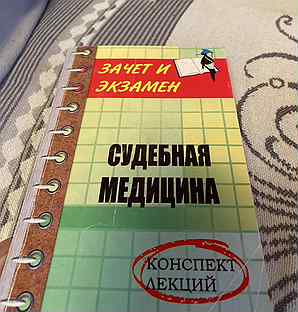 ЗАЧЕТ И
ЭКЗАМЕН
СУДЕБНАЯ
МЕДИЦИНА
КОНСПЕКТ
ЛЕКЦИЙ